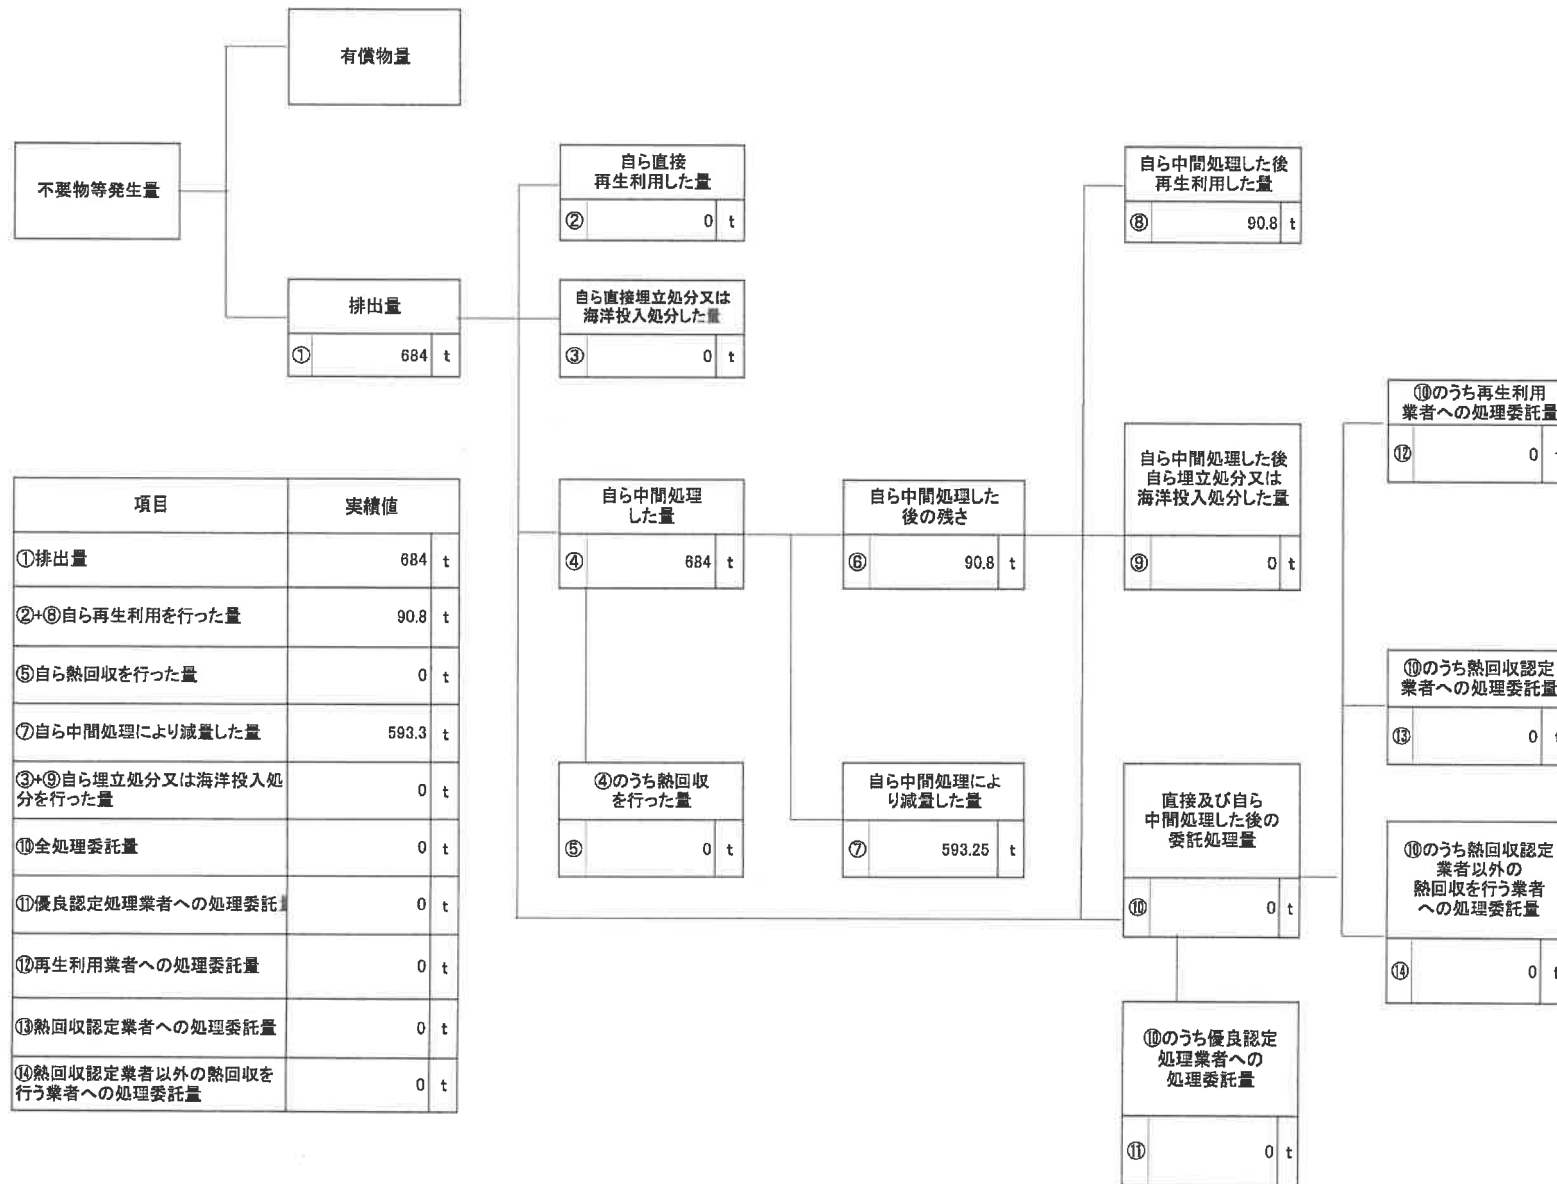 有償物量
不要物等発生量
排出量
① 684 t
自ら直接
再生利用した量
② 0 t
自ら直接埋立処分又は
海洋投入処分した量
③ 0 t
自ら中間処理
した量
④ 684 t
④のうち熱回収
を行った量
⑤ 0 t
自ら中間処理した
後の残さ
⑥ 90.8 t
自ら中間処理によ
り減量した量
⑦ 593.25 t
自ら中間処理した後
再生利用した量
⑧ 90.8 t
自ら中間処理した後
自ら埋立処分又は
海洋投入処分した量
⑨ 0 t
直接及び自ら
中間処理した後の
委託処理量
⑩ 0 t
⑩のうち優良認定
処理業者への
処理委託量
⑪ 0 t
⑩のうち再生利用
業者への処理委託量
⑫ 0
⑩のうち熱回収認定
業者への処理委託量
⑬ 0
⑩のうち熱回収認定
業者以外の
熱回収を行う業者
への処理委託量
⑭ 0 t
項目 実績値
①排出量 684 t
②+⑧自ら再生利用を行った量 90.8 t
⑤自ら熱回収を行った量 0 t
⑦自ら中間処理により減量した量 593.3 t
③+⑨自ら埋立処分又は海洋投入処
分を行った量 0 t
⑩全処理委託量 0 t
⑪優良認定処理業者への処理委託 0 t
⑫再生利用業者への処理委託量 0 t
⑬熱回収認定業者への処理委託量 0 t
⑭熱回収認定業者以外の熱回収を
行う業者への処理委託量 0 t